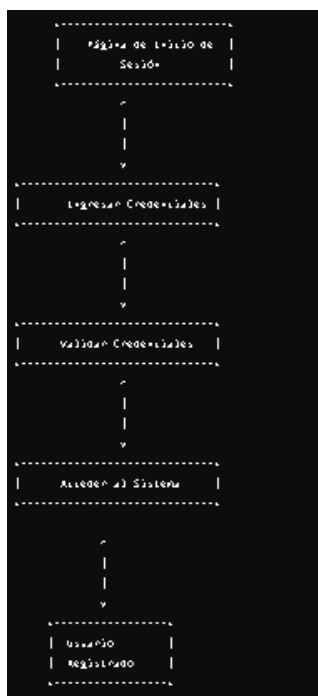 Página de Inicio de
Sesión
Ingresar Credenciales
Validar Credenciales
Acceder al Sistema
Usuario
Registrado